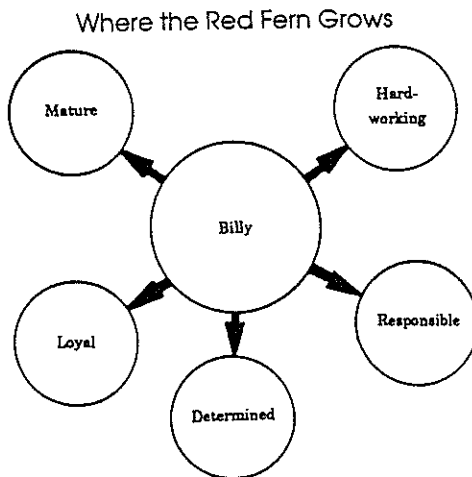 Where the Red Fern Grows
Mature
Hard-
working
Billy
Loyal
Responsible
Determined